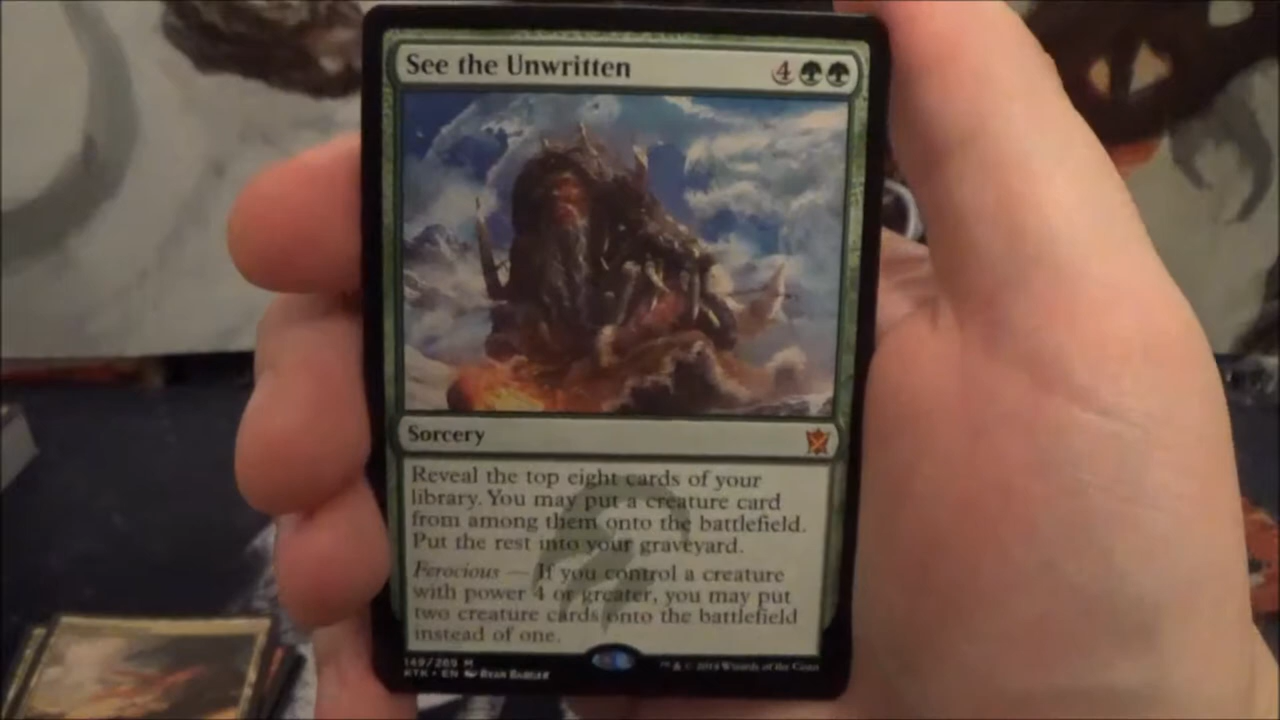 See the Unwritten 4
Sorcery
Reveal the top eight cards of your
library. You may put a creature card
from among them onto the battlefield.
Put the rest into your graveyard.
Ferocious — If you control a creature
with power 4 or greater, you may put
two creature cards onto the battlefield
instead of one.
149/269 M
KTK • EN Ryan Barger
™ & © 2014 Wizards of the Coast